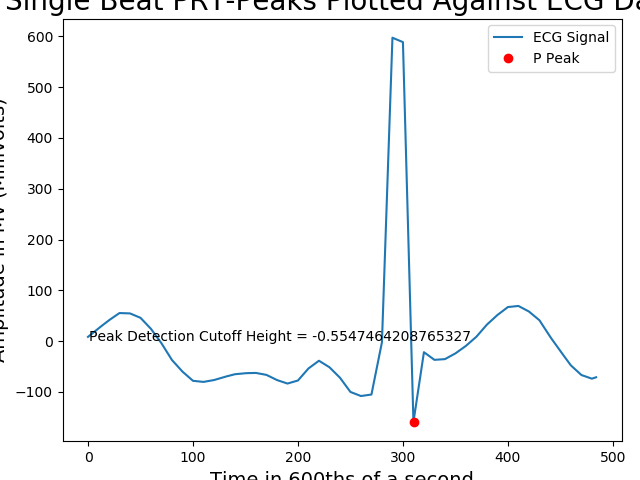 Single Beat PRT-Peaks Plotted Against ECG Da
ECG Signal
P Peak
Amplitude in MV (Millivolts)
600
500
400
300
200
100
0
−100
Peak Detection Cutoff Height = -0.5547464208765327
0 100 200 300 400 500
Time in 600ths of a second